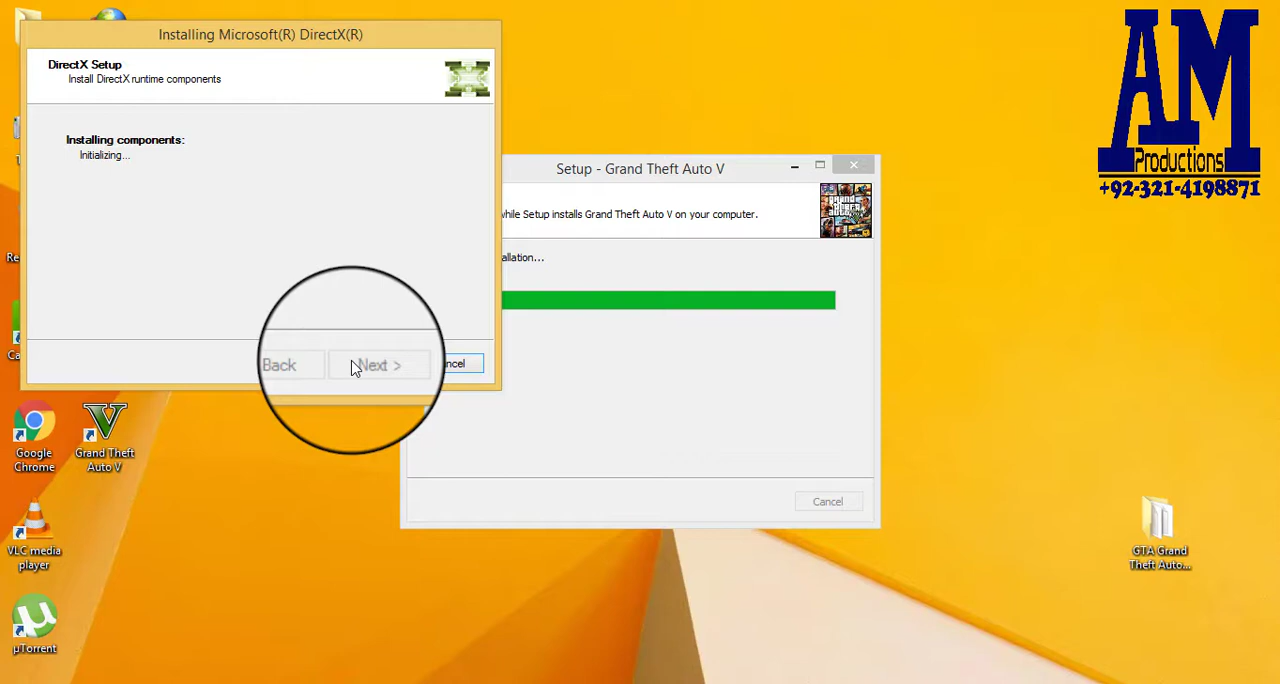 Installing Microsoft(R) DirectX(R)
DirectX Setup
Install DirectX runtime components
Installing components:
Initializing...
Back
Next >
ncel
Setup - Grand Theft Auto V
while Setup installs Grand Theft Auto V on your computer.
allation...
Cancel
AM
Productions
+92-321-4198871
Google
Chrome
Grand Theft
Auto V
VLC media
player
µTorrent
GTA Grand
Theft Auto...